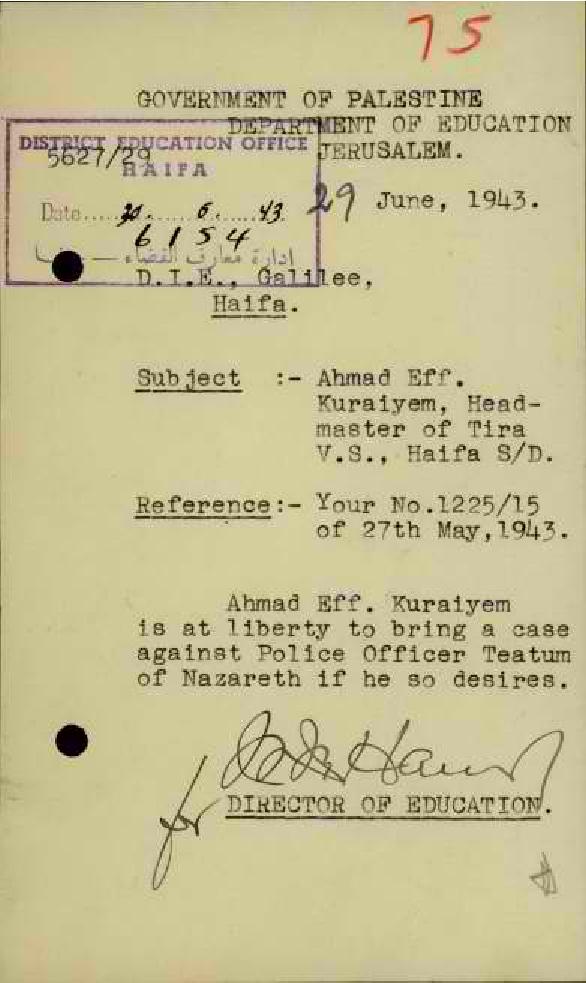 75
GOVERNMENT OF PALESTINE
DEPARTMENT OF EDUCATION
JERUSALEM.
DISTRICT EDUCATION OFFICE
5627/29
HAIFA
Date..... 30. 6. 43
6154
ادارة معارف القضاء — حيفا
29 June, 1943.
D.I.E., Galilee,
Haifa.
Subject :- Ahmad Eff.
Kuraiyem, Head-
master of Tira
V.S., Haifa S/D.
Reference:- Your No.1225/15
of 27th May,1943.
Ahmad Eff. Kuraiyem
is at liberty to bring a case
against Police Officer Teatum
of Nazareth if he so desires.
for DIRECTOR OF EDUCATION.